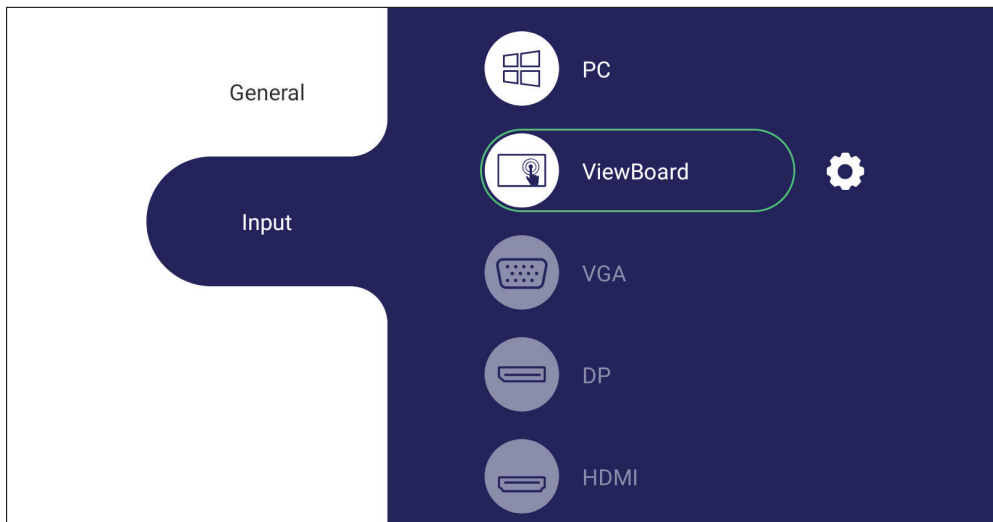 General
Input
PC
ViewBoard
VGA
DP
HDMI